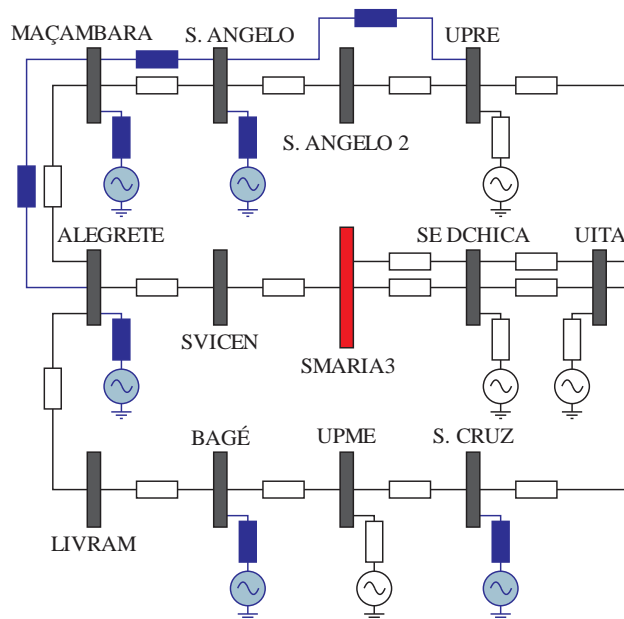 MAÇAMBARA
S. ANGELO
UPRE
S. ANGELO 2
ALEGRETE
SE DCHICA
UITA
SVICEN
SMARIA3
BAGÉ
UPME
S. CRUZ
LIVRAM